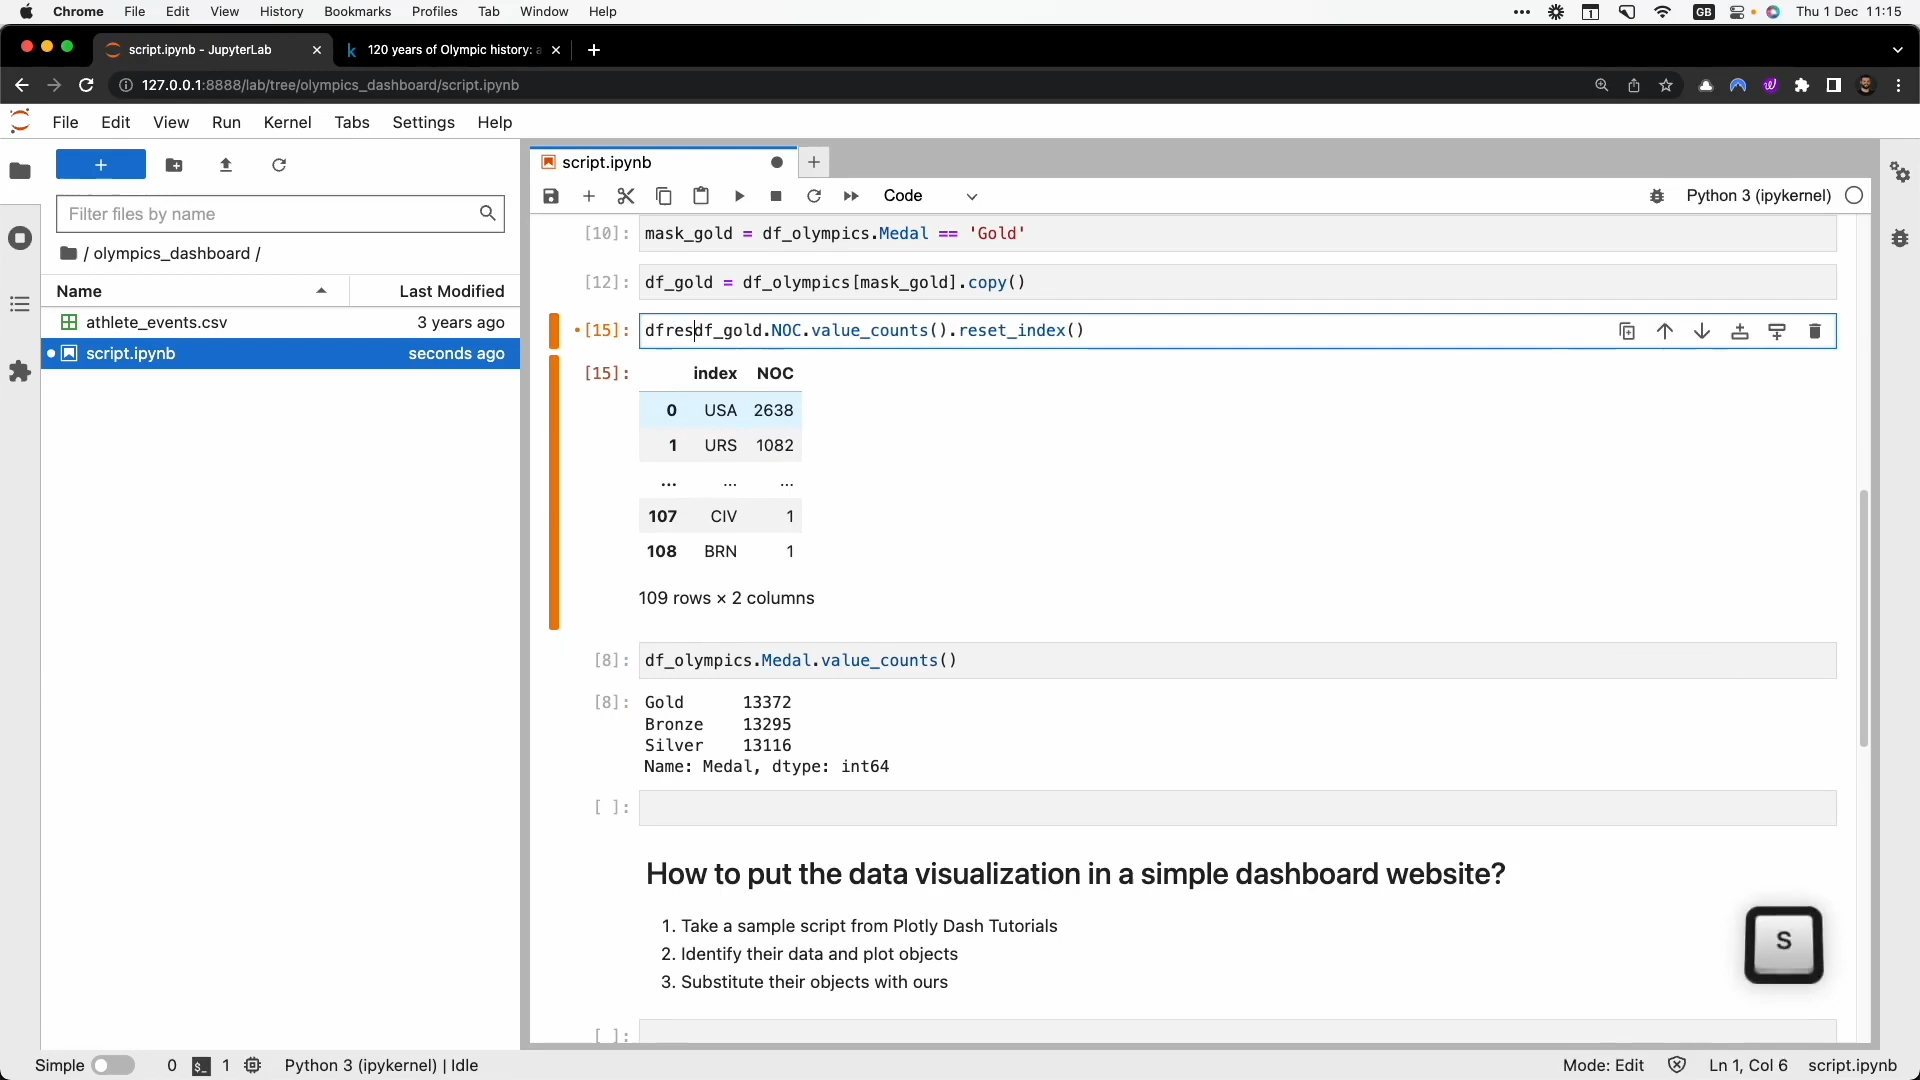 Chrome File Edit View History Bookmarks Profiles Tab Window Help
1 GB Thu 1 Dec 11:15
script.ipynb - JupyterLab
k 120 years of Olympic history: a
127.0.0.1:8888/lab/tree/olympics_dashboard/script.ipynb
File Edit View Run Kernel Tabs Settings Help
script.ipynb
Filter files by name
Code
Python 3 (ipykernel)
/ olympics_dashboard /
Name Last Modified
athlete_events.csv 3 years ago
script.ipynb seconds ago
[10]: mask_gold = df_olympics.Medal == 'Gold'
[12]: df_gold = df_olympics[mask_gold].copy()
[15]: dfresdf_gold.NOC.value_counts().reset_index()
[15]: index NOC
0 USA 2638
1 URS 1082
... ... ...
107 CIV 1
108 BRN 1
109 rows × 2 columns
[8]: df_olympics.Medal.value_counts()
[8]: Gold 13372
Bronze 13295
Silver 13116
Name: Medal, dtype: int64
[ ]:
How to put the data visualization in a simple dashboard website?
1. Take a sample script from Plotly Dash Tutorials
2. Identify their data and plot objects
3. Substitute their objects with ours
S
[ ]:
Simple 0 1 Python 3 (ipykernel) | Idle
Mode: Edit Ln 1, Col 6 script.ipynb